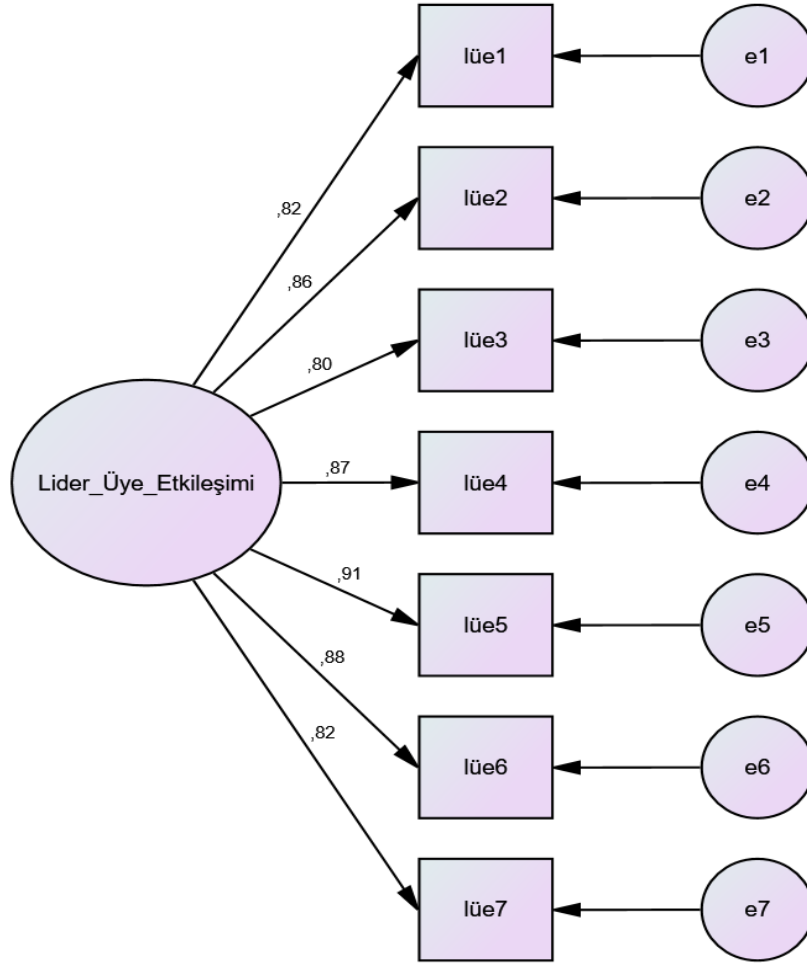 lüe1
e1
,82
lüe2
e2
,86
lüe3
e3
,80
Lider_Üye_Etkileşimi
,87
lüe4
e4
,91
lüe5
e5
,88
lüe6
e6
,82
lüe7
e7